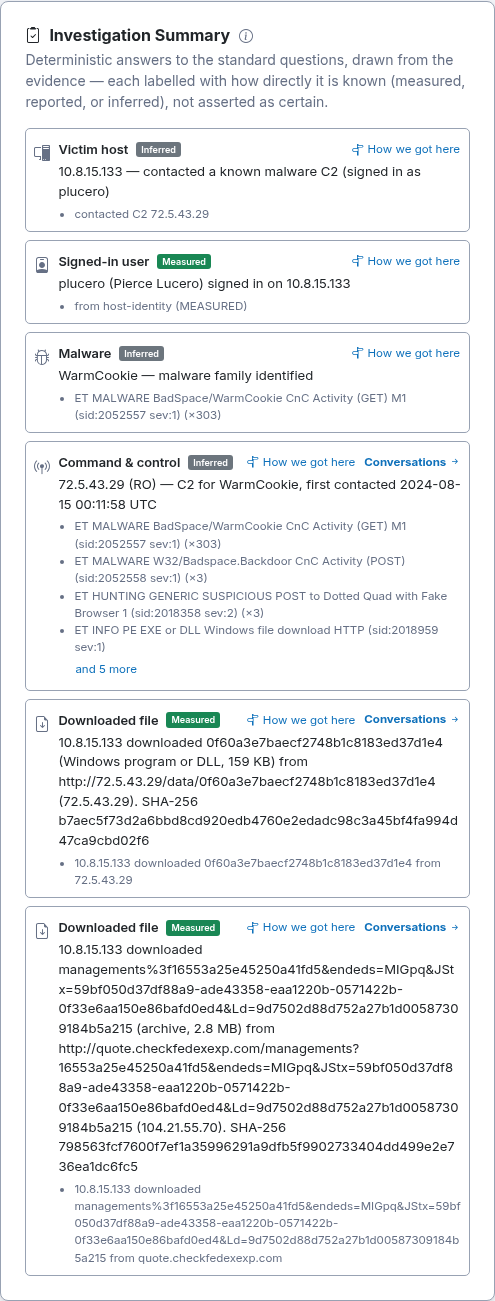 Investigation Summary
Deterministic answers to the standard questions, drawn from the
evidence — each labelled with how directly it is known (measured,
reported, or inferred), not asserted as certain.
Victim host Inferred How we got here
10.8.15.133 — contacted a known malware C2 (signed in as
plucero)
• contacted C2 72.5.43.29
Signed-in user Measured How we got here
plucero (Pierce Lucero) signed in on 10.8.15.133
• from host-identity (MEASURED)
Malware Inferred How we got here
WarmCookie — malware family identified
• ET MALWARE BadSpace/WarmCookie CnC Activity (GET) M1
(sid:2052557 sev:1) (×303)
Command & control Inferred How we got here Conversations →
72.5.43.29 (RO) — C2 for WarmCookie, first contacted 2024-08-
15 00:11:58 UTC
• ET MALWARE BadSpace/WarmCookie CnC Activity (GET) M1
(sid:2052557 sev:1) (×303)
• ET MALWARE W32/Badspace.Backdoor CnC Activity (POST)
(sid:2052558 sev:1) (×3)
• ET HUNTING GENERIC SUSPICIOUS POST to Dotted Quad with Fake
Browser 1 (sid:2018358 sev:2) (×3)
• ET INFO PE EXE or DLL Windows file download HTTP (sid:2018959
sev:1)
and 5 more
Downloaded file Measured How we got here Conversations →
10.8.15.133 downloaded 0f60a3e7baecf2748b1c8183ed37d1e4
(Windows program or DLL, 159 KB) from
http://72.5.43.29/data/0f60a3e7baecf2748b1c8183ed37d1e4
(72.5.43.29). SHA-256
b7aec5f73d2a6bbd8cd920edb4760e2edadc98c3a45bf4fa994d
47ca9cbd02f6
• 10.8.15.133 downloaded 0f60a3e7baecf2748b1c8183ed37d1e4 from
72.5.43.29
Downloaded file Measured How we got here Conversations →
10.8.15.133 downloaded
managements%3f16553a25e45250a41fd5&endeds=MIGpq&JSt
x=59bf050d37df88a9-ade43358-eaa1220b-0571422b-
0f33e6aa150e86bafd0ed4&Ld=9d7502d88d752a27b1d0058730
9184b5a215 (archive, 2.8 MB) from
http://quote.checkfedexexp.com/managements?
16553a25e45250a41fd5&endeds=MIGpq&JStx=59bf050d37df8
8a9-ade43358-eaa1220b-0571422b-
0f33e6aa150e86bafd0ed4&Ld=9d7502d88d752a27b1d0058730
9184b5a215 (104.21.55.70). SHA-256
798563fcf7600f7ef1a35996291a9dfb5f9902733404dd499e2e7
36ea1dc6fc5
• 10.8.15.133 downloaded
managements%3f16553a25e45250a41fd5&endeds=MIGpq&JStx=59bf
050d37df88a9-ade43358-eaa1220b-0571422b-
0f33e6aa150e86bafd0ed4&Ld=9d7502d88d752a27b1d00587309184b
5a215 from quote.checkfedexexp.com